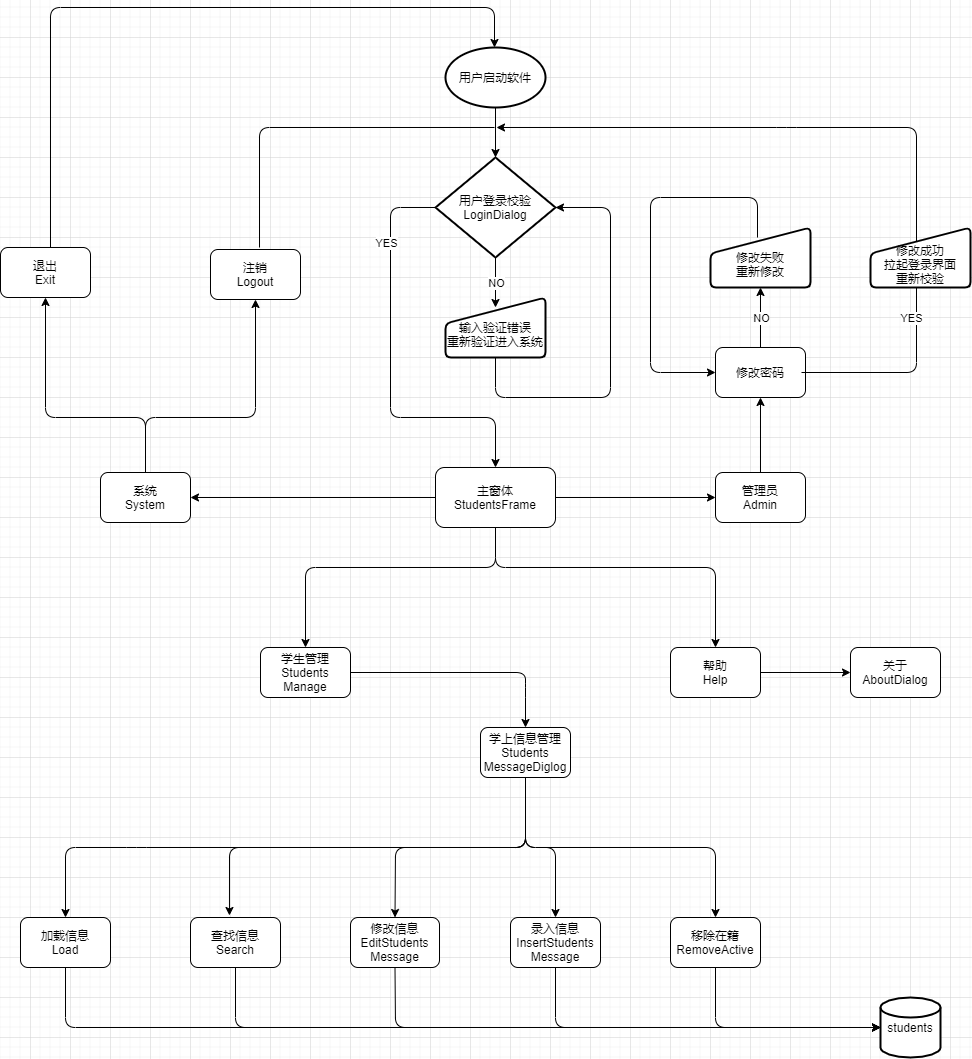 用户启动软件
用户登录校验
LoginDialog
YES
NO
输入验证错误
重新验证进入系统
退出
Exit
注销
Logout
修改失败
重新修改
修改成功
拉起登录界面
重新校验
NO
YES
修改密码
系统
System
主窗体
StudentsFrame
管理员
Admin
学生管理
Students
Manage
帮助
Help
关于
AboutDialog
学上信息管理
Students
MessageDiglog
加载信息
Load
查找信息
Search
修改信息
EditStudents
Message
录入信息
InsertStudents
Message
移除在籍
RemoveActive
students